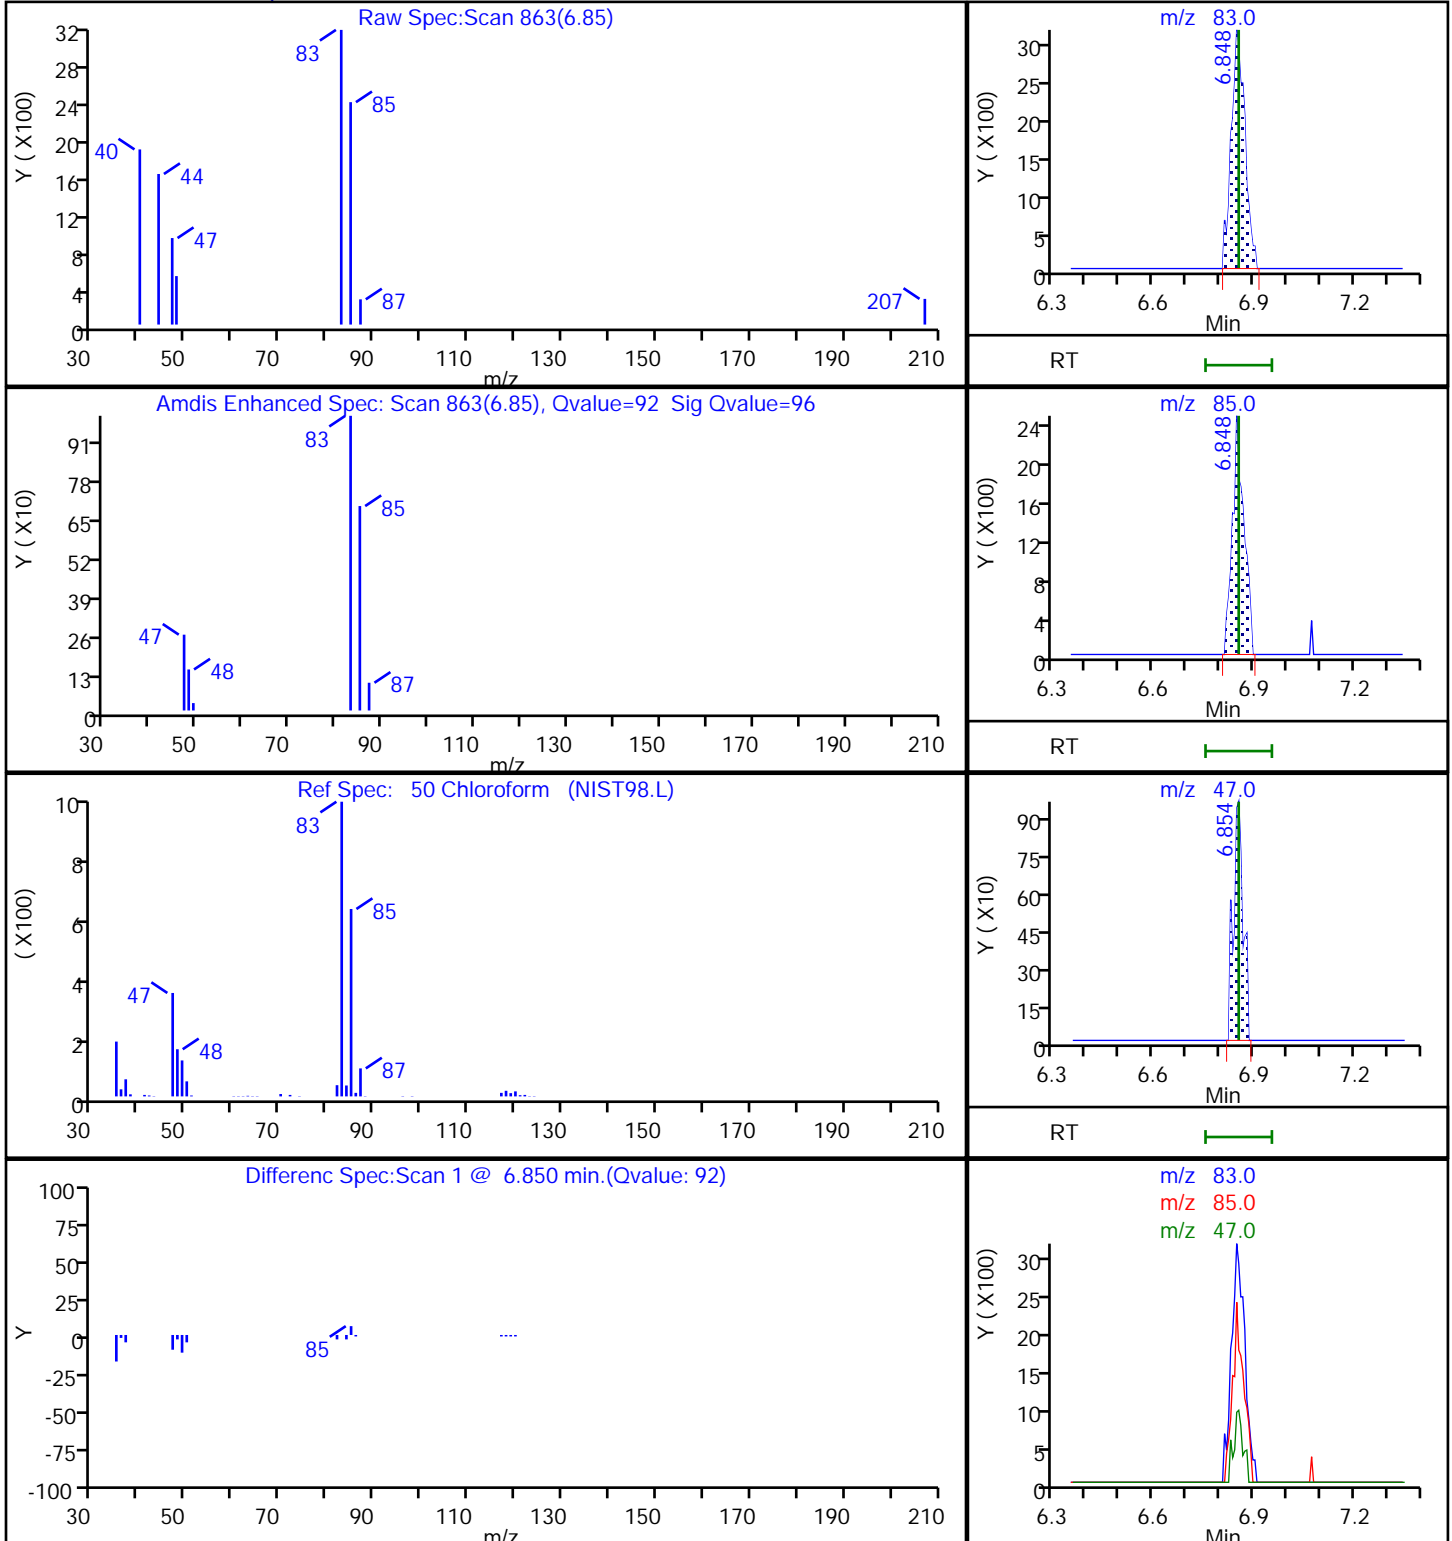 Raw Spec:Scan 863(6.85)
Y ( X100)
32
28
24
20
16
12
8
4
0
83
85
40
44
47
87
207
30 50 70 90 110 130 150 170 190 210
m/z
m/z 83.0
Y ( X100)
30
25
20
15
10
5
0
6.848
6.3 6.6 6.9 7.2
Min
RT
Amdis Enhanced Spec: Scan 863(6.85), Qvalue=92 Sig Qvalue=96
Y ( X10)
91
78
65
52
39
26
13
0
83
85
47
48
87
30 50 70 90 110 130 150 170 190 210
m/z
m/z 85.0
Y ( X100)
24
20
16
12
8
4
0
6.848
6.3 6.6 6.9 7.2
Min
RT
Ref Spec: 50 Chloroform (NIST98.L)
( X100)
10
8
6
4
2
0
83
85
47
48
87
30 50 70 90 110 130 150 170 190 210
m/z 47.0
Y ( X10)
90
75
60
45
30
15
0
6.854
6.3 6.6 6.9 7.2
Min
RT
Differenc Spec:Scan 1 @ 6.850 min.(Qvalue: 92)
Y
100
75
50
25
0
-25
-50
-75
-100
85
30 50 70 90 110 130 150 170 190 210
m/z
m/z 83.0
m/z 85.0
m/z 47.0
Y ( X100)
30
25
20
15
10
5
0
6.3 6.6 6.9 7.2
Min